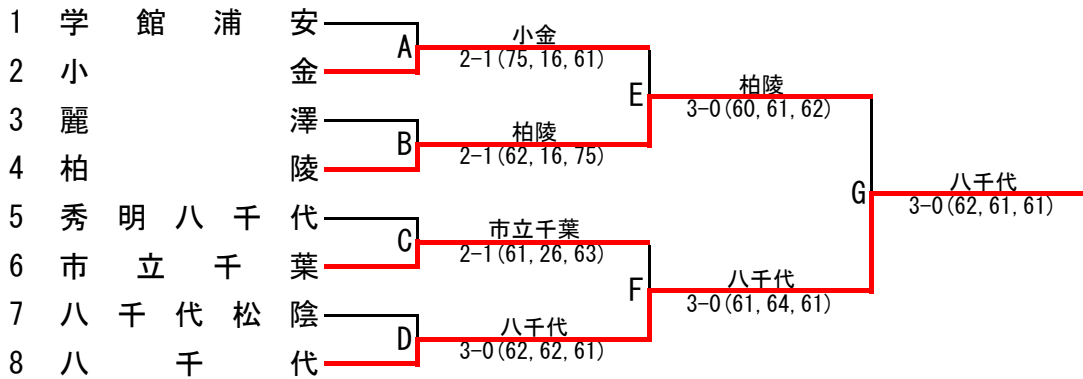 1 学館浦安
2 小金
3 麗澤
4 柏陵
5 秀明八千代
6 市立千葉
7 八千代松陰
8 八千代
A
B
C
D
小金
2-1(75, 16, 61)
柏陵
2-1(62, 16, 75)
市立千葉
2-1(61, 26, 63)
八千代
3-0(62, 62, 61)
E
F
柏陵
3-0(60, 61, 62)
八千代
3-0(61, 64, 61)
G
八千代
3-0(62, 61, 61)